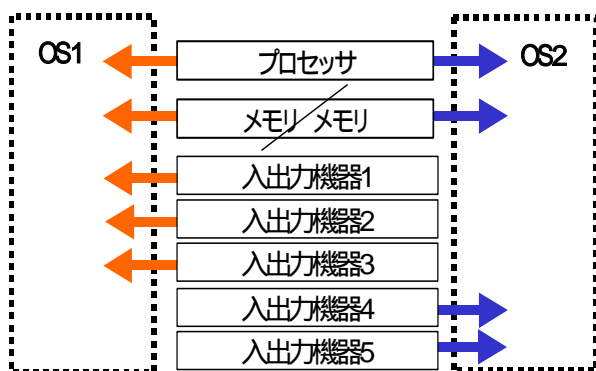 OS1
プロセッサ
OS2
メモリ メモリ
入出力機器1
入出力機器2
入出力機器3
入出力機器4
入出力機器5